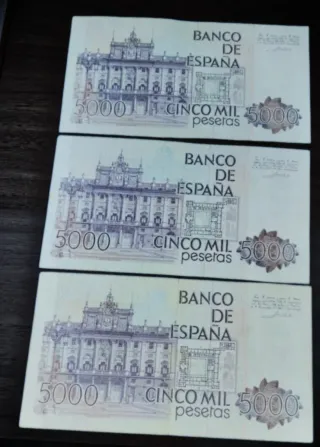 BANCO
DE
ESPAÑA
5000
CINCO MIL
pesetas
5000
BANCO
DE
ESPAÑA
5000
CINCO MIL
pesetas
5000
BANCO
DE
ESPAÑA
5000
CINCO MIL
pesetas
5000